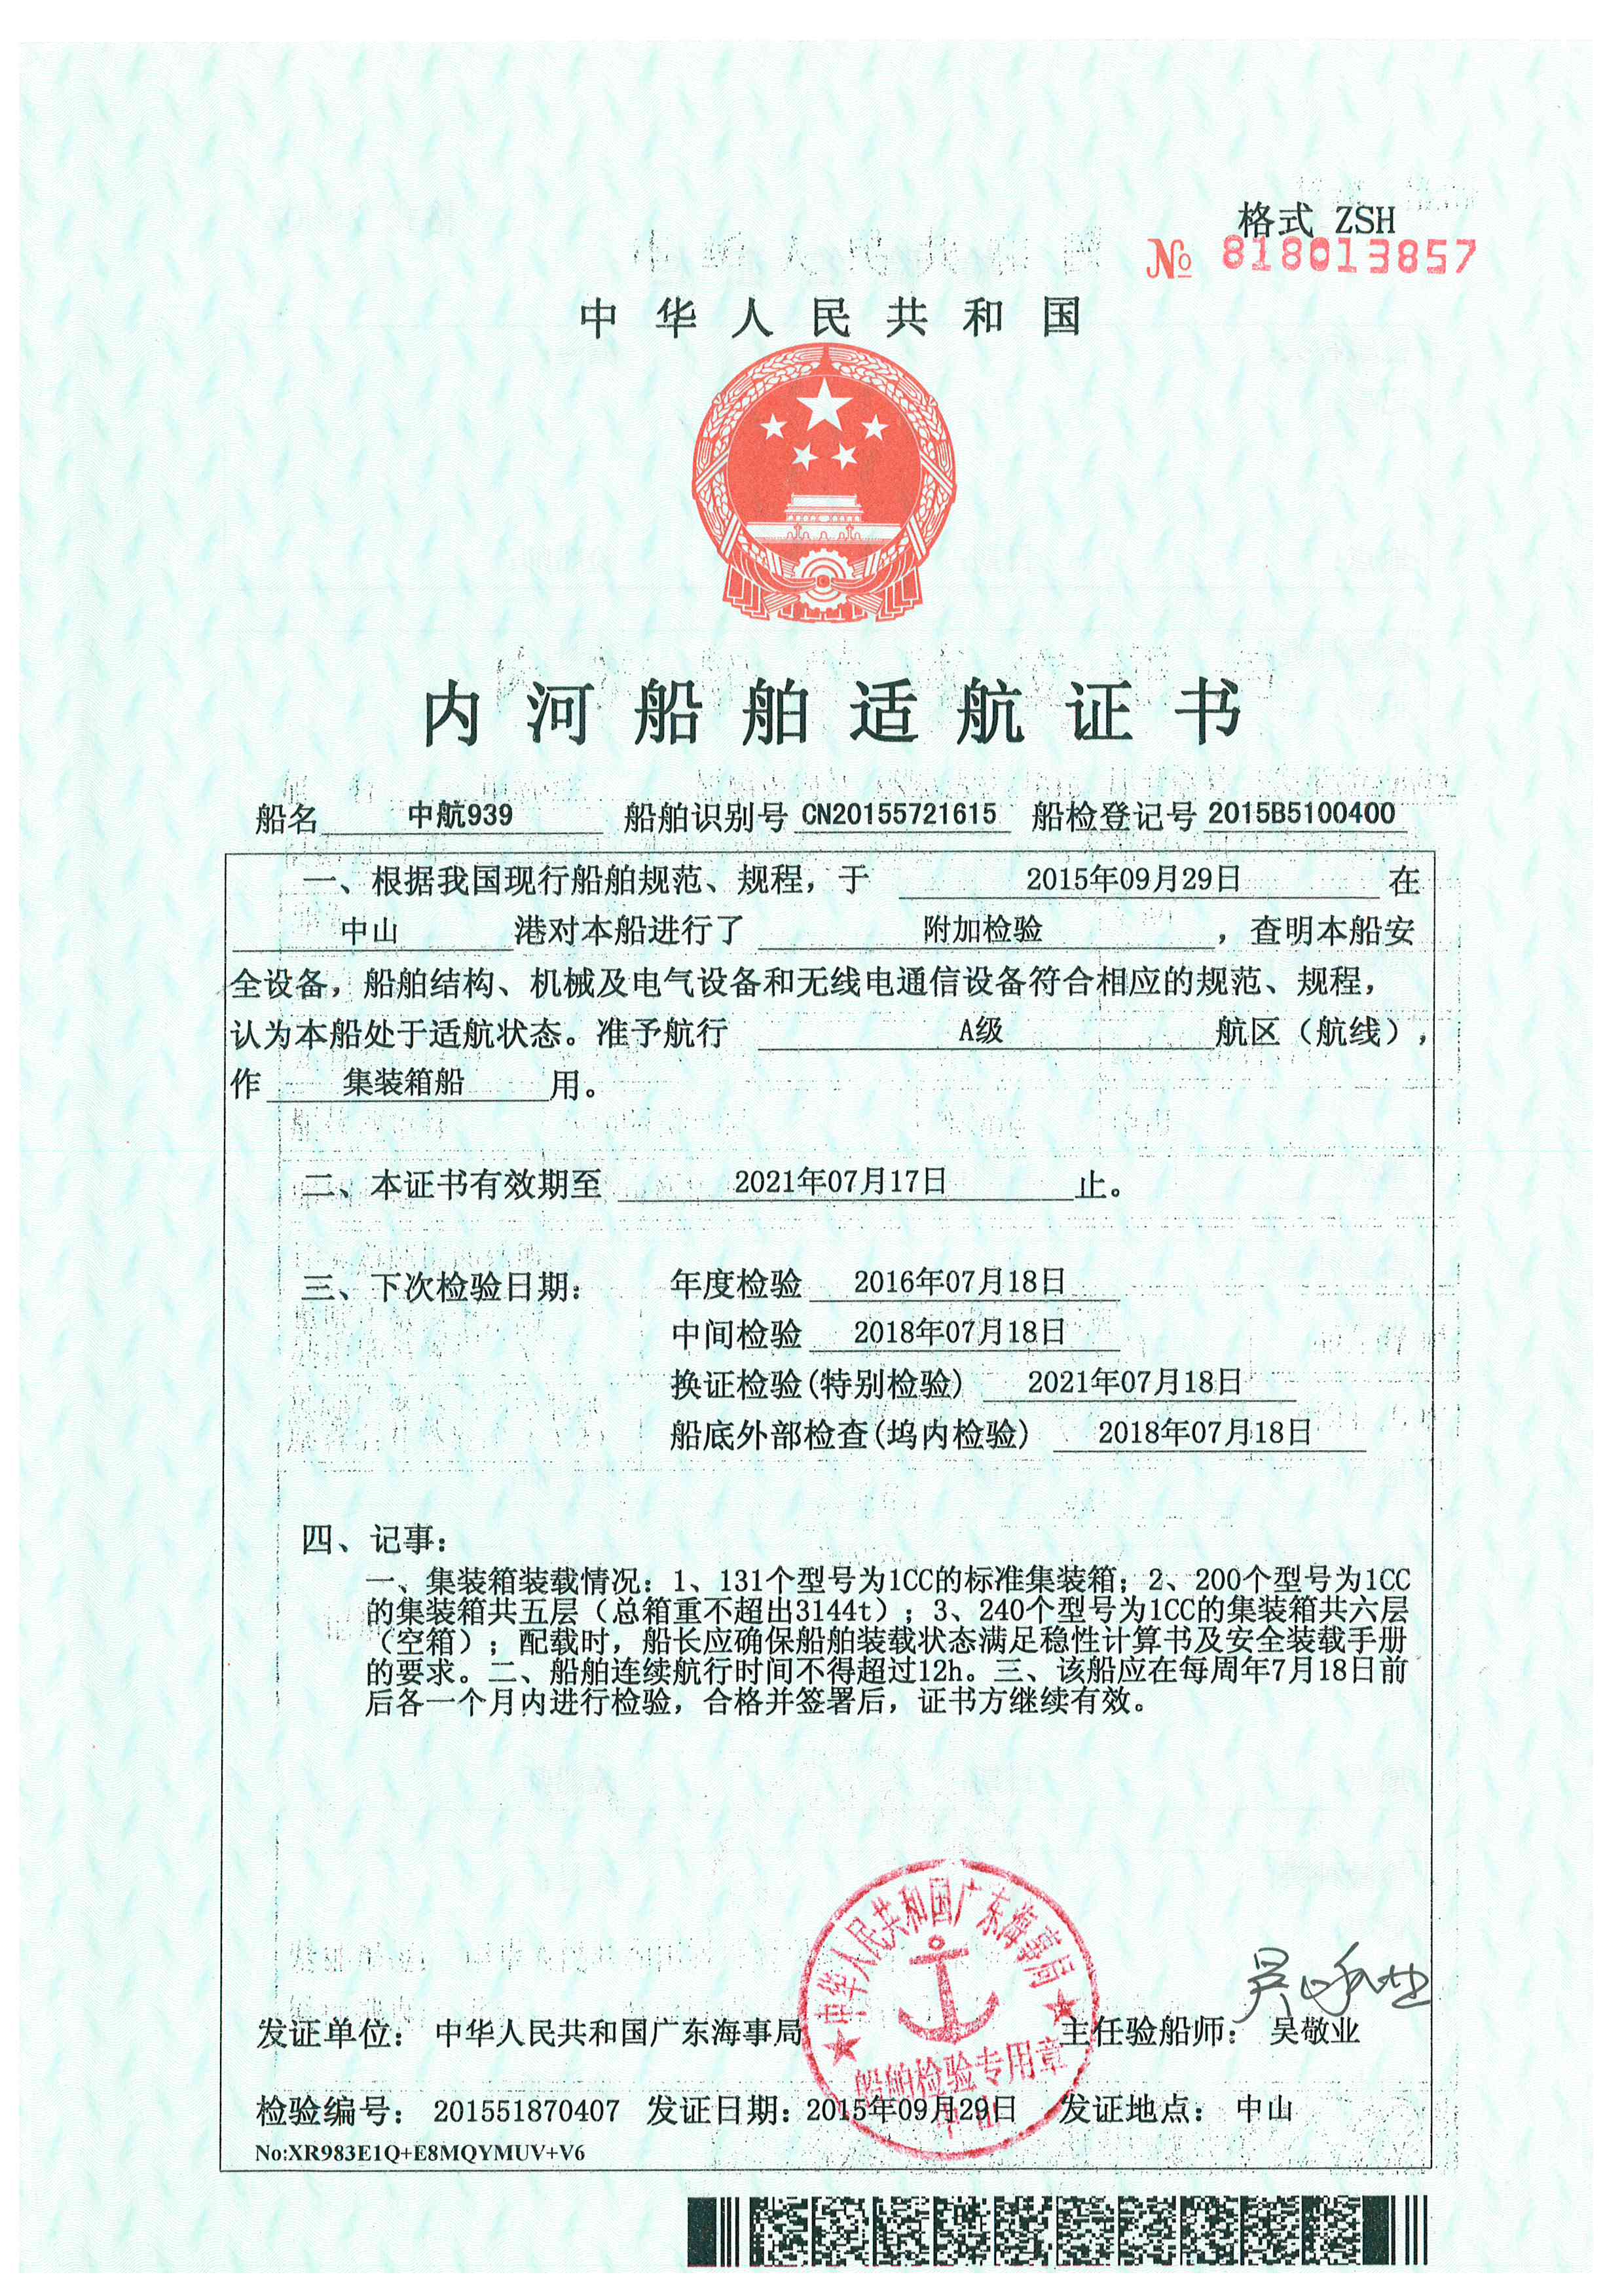 格式 ZSH
№ 818013857
中华人民共和国
内河船舶适航证书
船名 中航939 船舶识别号 CN20155721615 船检登记号 2015B5100400
一、根据我国现行船舶规范、规程，于 2015年09月29日 在
中山 港对本船进行了 附加检验 ，查明本船安
全设备，船舶结构、机械及电气设备和无线电通信设备符合相应的规范、规程，
认为本船处于适航状态。准予航行 A级 航区（航线），
作 集装箱船 用。
二、本证书有效期至 2021年07月17日 止。
三、下次检验日期： 年度检验 2016年07月18日
中间检验 2018年07月18日
换证检验(特别检验) 2021年07月18日
船底外部检查(坞内检验) 2018年07月18日
四、记事：
一、集装箱装载情况：1、131个型号为1CC的标准集装箱；2、200个型号为1CC
的集装箱共五层（总箱重不超出3144t）；3、240个型号为1CC的集装箱共六层
（空箱）；配载时，船长应确保船舶装载状态满足稳性计算书及安全装载手册
的要求。二、船舶连续航行时间不得超过12h。三、该船应在每周年7月18日前
后各一个月内进行检验，合格并签署后，证书方继续有效。
中华人民共和国广东海事局
船舶检验专用章
中山
发证单位： 中华人民共和国广东海事局 主任验船师： 吴敬业
检验编号： 201551870407 发证日期：2015年09月29日 发证地点： 中山
No:XR983E1Q+E8MQYMUV+V6